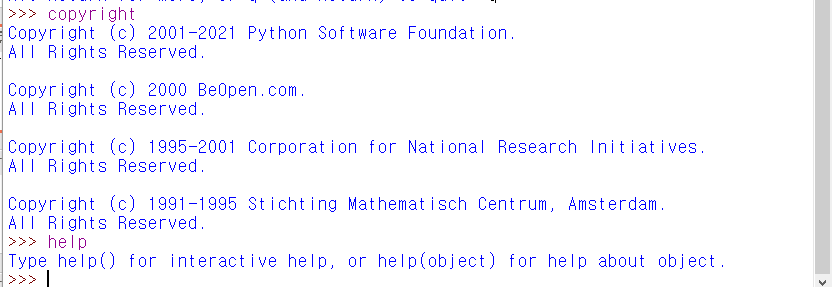 >>> copyright
Copyright (c) 2001-2021 Python Software Foundation.
All Rights Reserved.

Copyright (c) 2000 BeOpen.com.
All Rights Reserved.

Copyright (c) 1995-2001 Corporation for National Research Initiatives.
All Rights Reserved.

Copyright (c) 1991-1995 Stichting Mathematisch Centrum, Amsterdam.
All Rights Reserved.
>>> help
Type help() for interactive help, or help(object) for help about object.
>>>